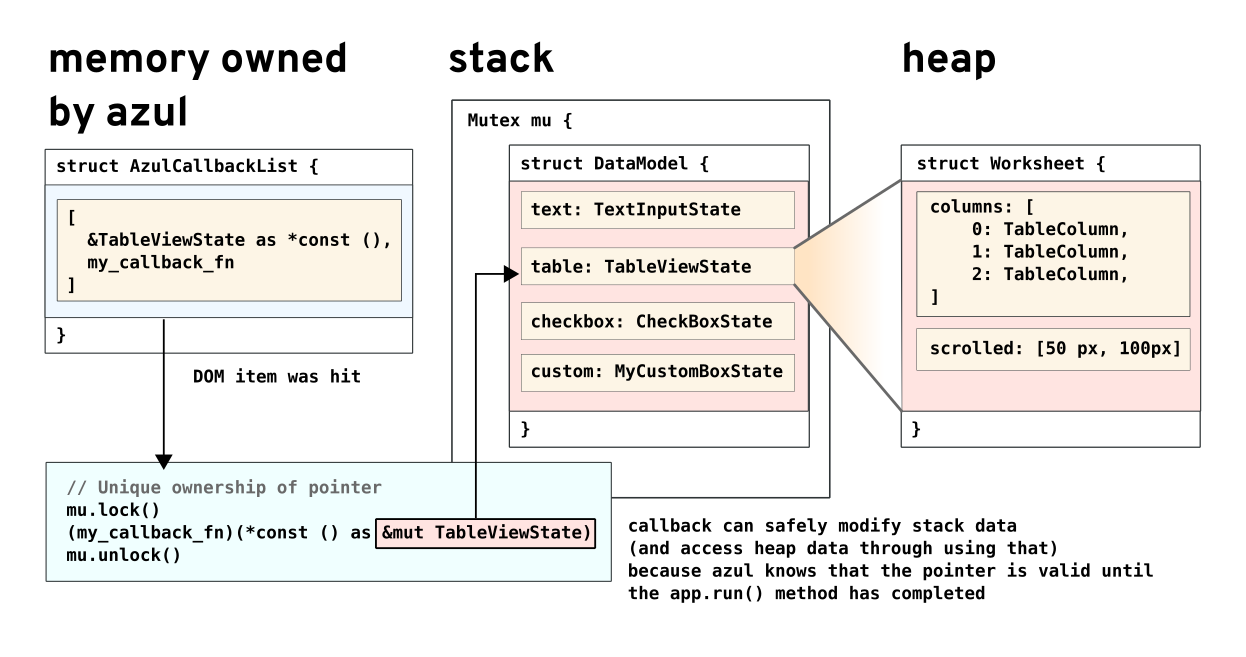 memory owned
by azul
stack
heap
struct AzulCallbackList {
[
&TableViewState as *const (),
my_callback_fn
]
}
DOM item was hit
Mutex mu {
struct DataModel {
text: TextInputState
table: TableViewState
checkbox: CheckBoxState
custom: MyCustomBoxState
}
struct Worksheet {
columns: [
0: TableColumn,
1: TableColumn,
2: TableColumn,
]
scrolled: [50 px, 100px]
}
// Unique ownership of pointer
mu.lock()
(my_callback_fn)(*const () as &mut TableViewState)
mu.unlock()
callback can safely modify stack data
(and access heap data through using that)
because azul knows that the pointer is valid until
the app.run() method has completed